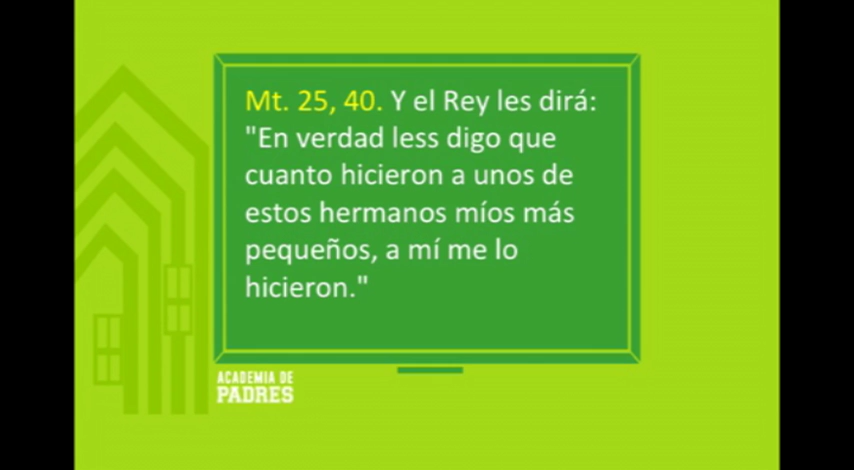 Mt. 25, 40. Y el Rey les dirá:
"En verdad less digo que
cuanto hicieron a unos de
estos hermanos míos más
pequeños, a mí me lo
hicieron."
ACADEMIA DE
PADRES